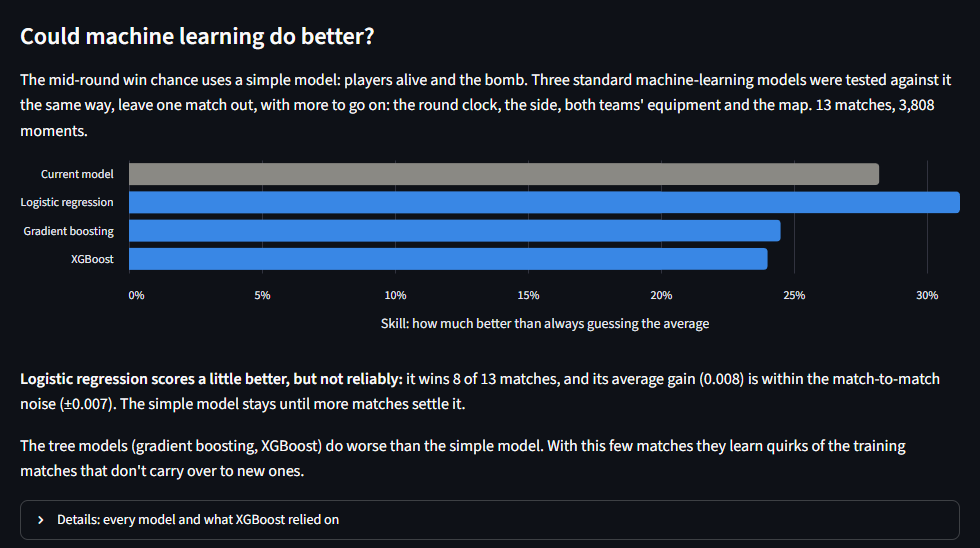 Could machine learning do better?
The mid-round win chance uses a simple model: players alive and the bomb. Three standard machine-learning models were tested against it
the same way, leave one match out, with more to go on: the round clock, the side, both teams' equipment and the map. 13 matches, 3,808
moments.
Current model
Logistic regression
Gradient boosting
XGBoost
0% 5% 10% 15% 20% 25% 30%
Skill: how much better than always guessing the average
Logistic regression scores a little better, but not reliably: it wins 8 of 13 matches, and its average gain (0.008) is within the match-to-match
noise (±0.007). The simple model stays until more matches settle it.
The tree models (gradient boosting, XGBoost) do worse than the simple model. With this few matches they learn quirks of the training
matches that don't carry over to new ones.
Details: every model and what XGBoost relied on